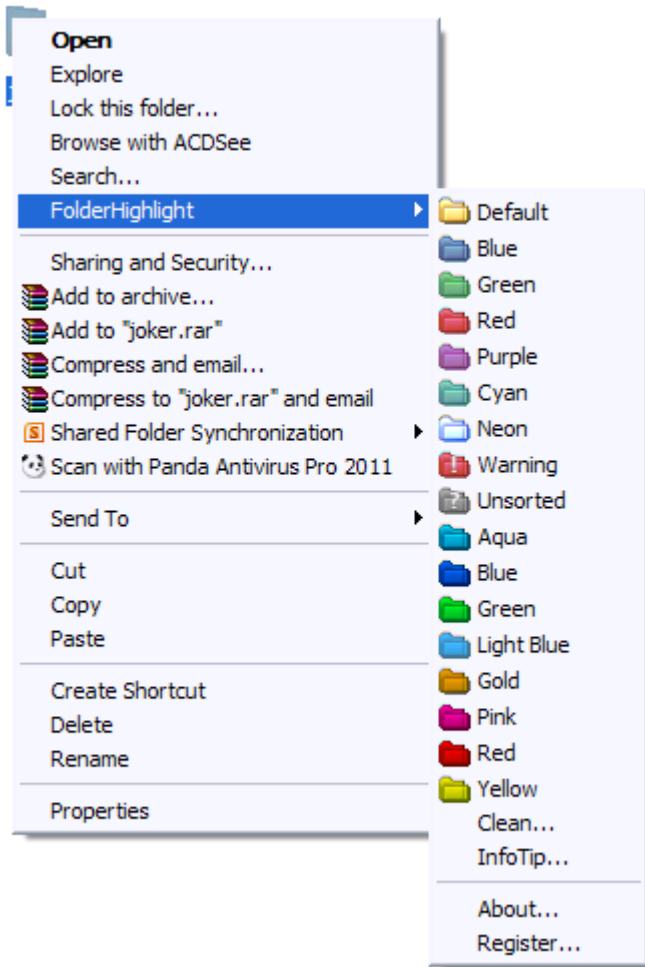 Open
Explore
Lock this folder...
Browse with ACDSee
Search...
FolderHighlight
Sharing and Security...
Add to archive...
Add to "joker.rar"
Compress and email...
Compress to "joker.rar" and email
Shared Folder Synchronization
Scan with Panda Antivirus Pro 2011
Send To
Cut
Copy
Paste
Create Shortcut
Delete
Rename
Properties
Default
Blue
Green
Red
Purple
Cyan
Neon
Warning
Unsorted
Aqua
Blue
Green
Light Blue
Gold
Pink
Red
Yellow
Clean...
InfoTip...
About...
Register...